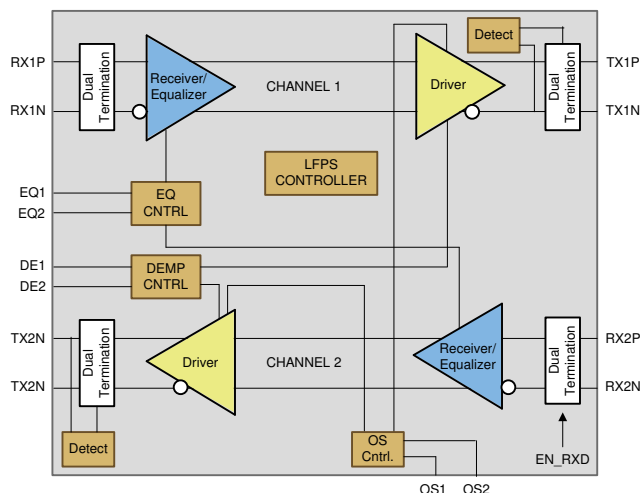 Detect
RX1P
Dual
Termination
Receiver/
Equalizer
CHANNEL 1
Driver
Dual
Termination
TX1P
RX1N
TX1N
LFPS
CONTROLLER
EQ1
EQ2
EQ
CNTRL
DE1
DE2
DEMP
CNTRL
TX2N
Dual
Termination
Driver
CHANNEL 2
Receiver/
Equalizer
Dual
Termination
RX2P
TX2N
RX2N
Detect
OS
Cntrl.
EN_RXD
OS1
OS2